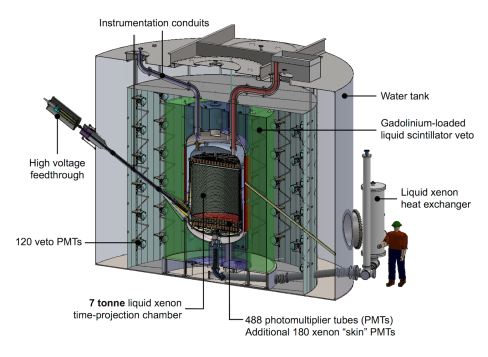 Instrumentation conduits
Water tank
Gadolinium-loaded
liquid scintillator veto
High voltage
feedthrough
Liquid xenon
heat exchanger
120 veto PMTs
7 tonne liquid xenon
time-projection chamber
488 photomultiplier tubes (PMTs)
Additional 180 xenon “skin” PMTs